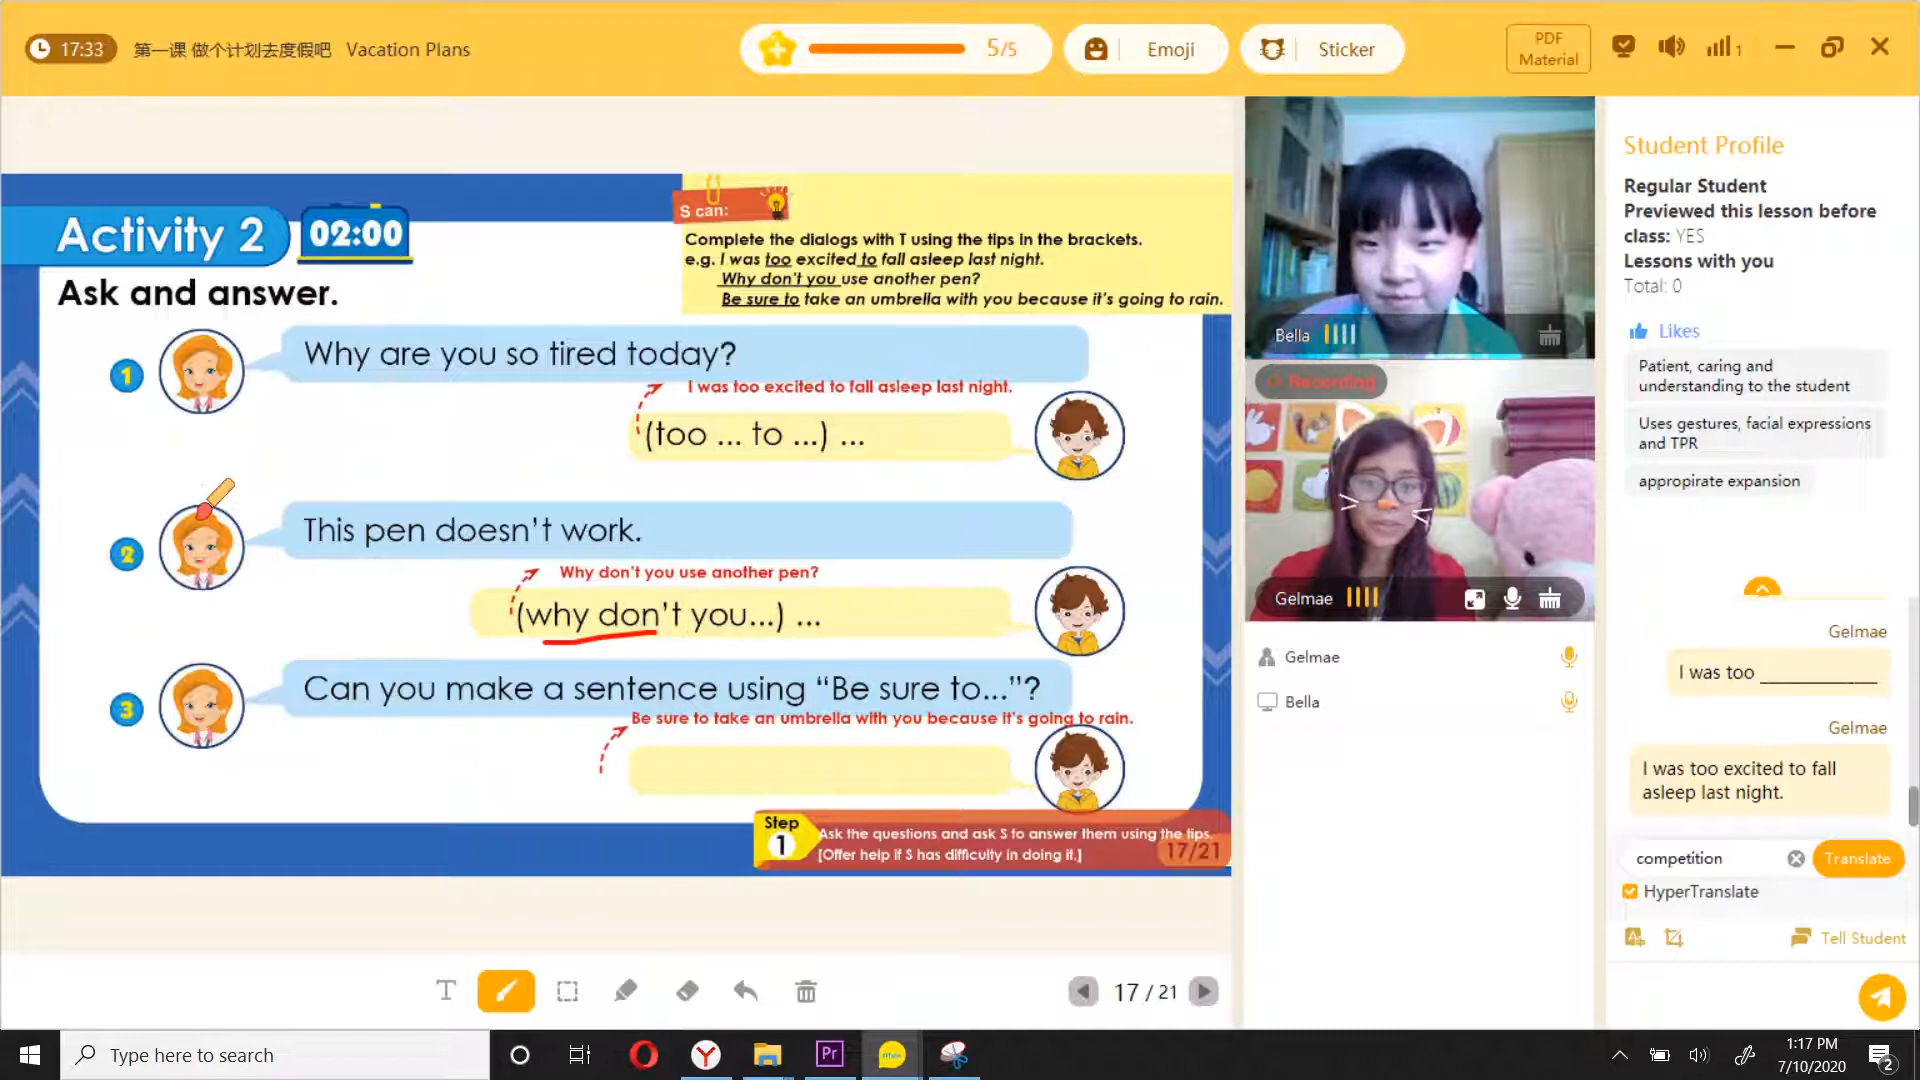 17:33
第一课 做个计划去度假吧 Vacation Plans
5/5
Emoji
Sticker
PDF
Material
1
Activity 2
02:00
S can:
Complete the dialogs with T using the tips in the brackets.
e.g. I was too excited to fall asleep last night.
Why don't you use another pen?
Be sure to take an umbrella with you because it's going to rain.
Ask and answer.
1
Why are you so tired today?
I was too excited to fall asleep last night.
(too ... to ...) ...
2
This pen doesn't work.
Why don't you use another pen?
(why don't you...) ...
3
Can you make a sentence using “Be sure to...”?
Be sure to take an umbrella with you because it's going to rain.
Step
1
Ask the questions and ask S to answer them using the tips.
[Offer help if S has difficulty in doing it.]
17/21
T
17 / 21
Bella
Recording
Gelmae
Gelmae
Bella
Student Profile
Regular Student
Previewed this lesson before
class: YES
Lessons with you
Total: 0
Likes
Patient, caring and
understanding to the student
Uses gestures, facial expressions
and TPR
appropirate expansion
Gelmae
I was too ____________
Gelmae
I was too excited to fall
asleep last night.
competition
Translate
HyperTranslate
Tell Student
Type here to search
Pr
1:17 PM
7/10/2020
2